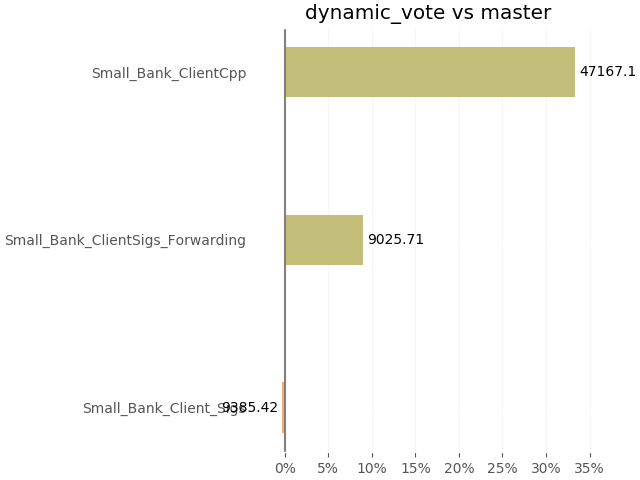 dynamic_vote vs master
Small_Bank_ClientCpp
47167.1
Small_Bank_ClientSigs_Forwarding
9025.71
Small_Bank_Client_Sigs
9385.42
0%
5%
10%
15%
20%
25%
30%
35%